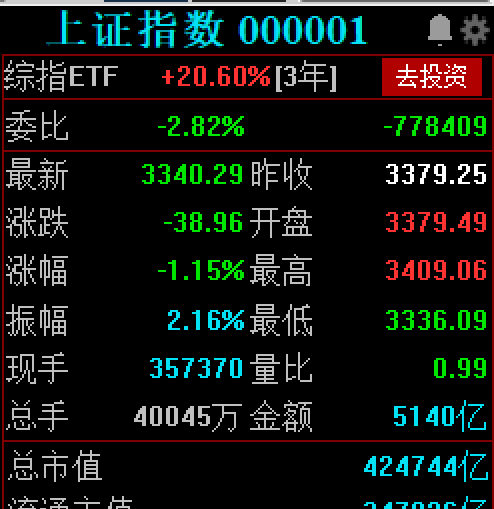 上证指数 000001
综指ETF +20.60%[3年] 去投资
委比 -2.82% -778409
最新 3340.29 昨收 3379.25
涨跌 -38.96 开盘 3379.49
涨幅 -1.15% 最高 3409.06
振幅 2.16% 最低 3336.09
现手 357370 量比 0.99
总手 40045万 金额 5140亿
总市值 424744亿
流通市值